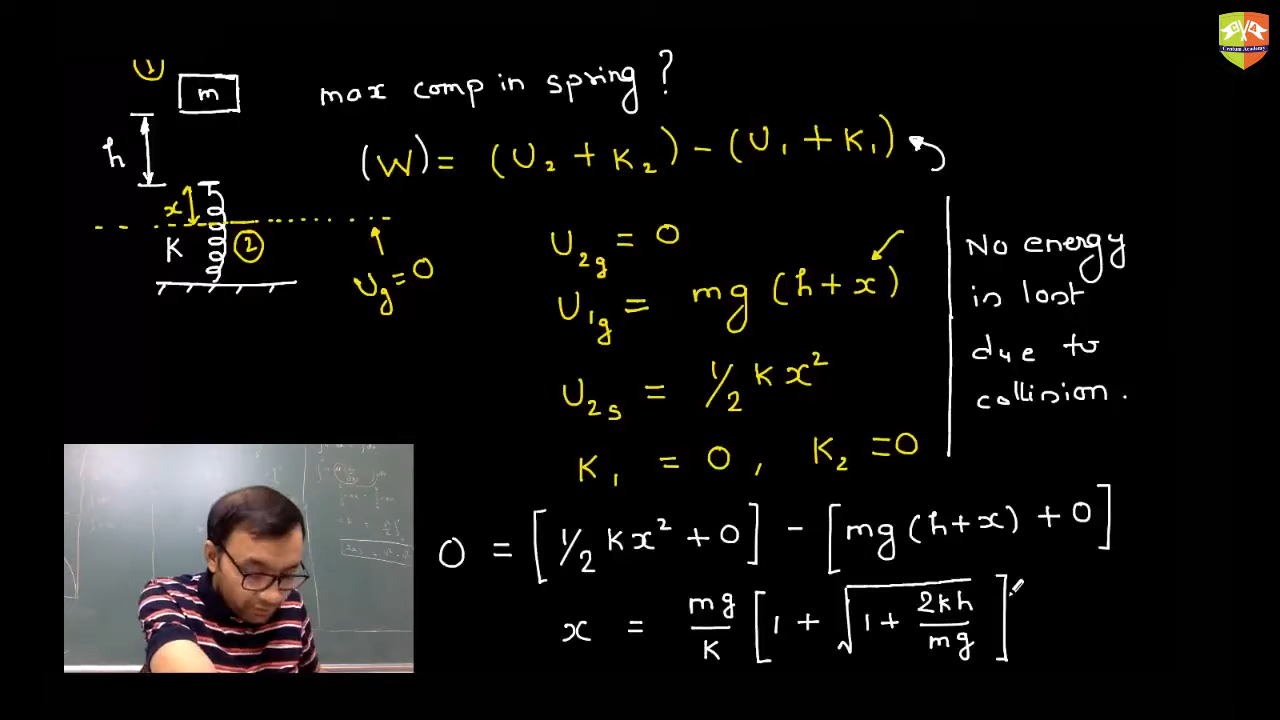 ①
m
max comp in spring ?
h
(W) = (U₂ + K₂) - (U₁ + K₁)
x
K
②
U_g = 0
U₂g = 0
U₁g = mg (h + x)
U₂s = 1/2 K x²
K₁ = 0 , K₂ = 0
No energy
is lost
due to
collision .
0 = [1/2 K x² + 0] - [mg (h + x) + 0]
x = mg/K [1 + √(1 + 2kh/mg)]
Centum Academy